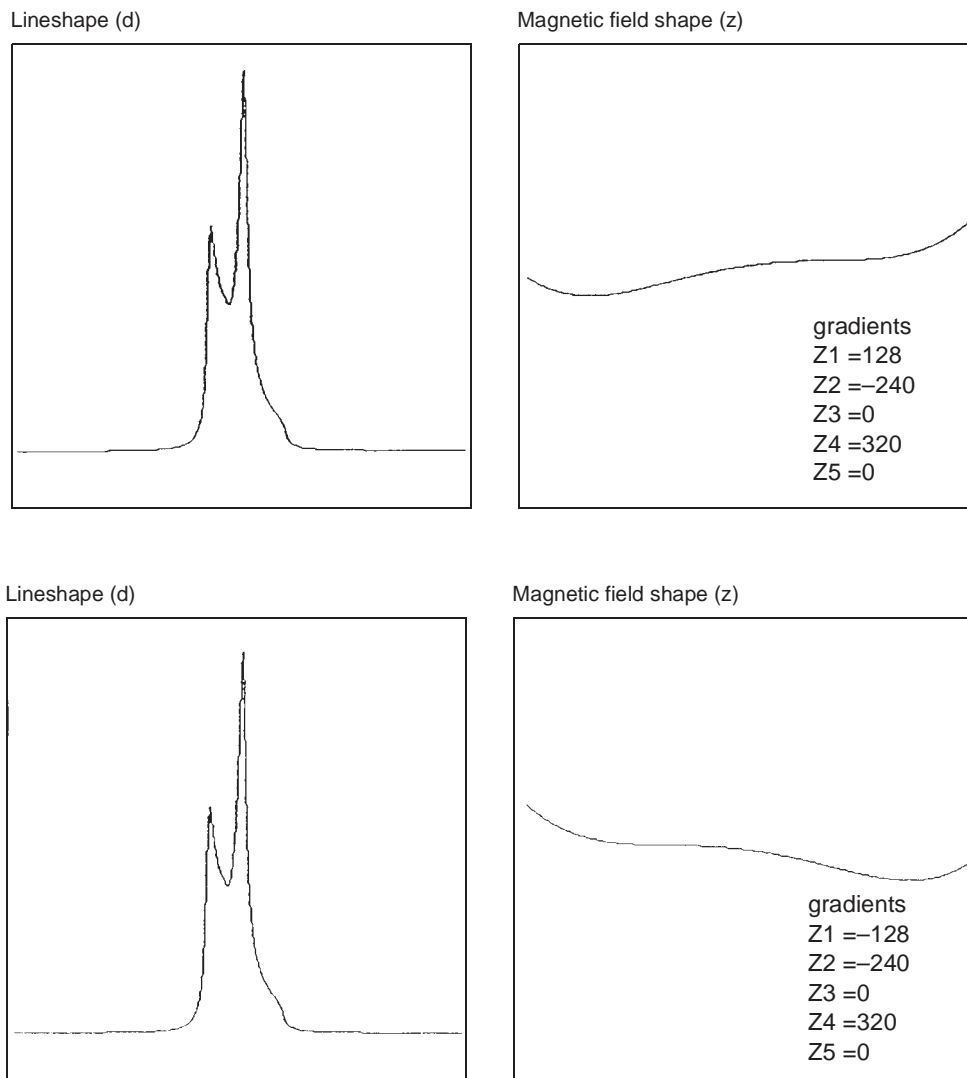 Lineshape (d)
Magnetic field shape (z)
gradients
Z1 =128
Z2 =–240
Z3 =0
Z4 =320
Z5 =0
Lineshape (d)
Magnetic field shape (z)
gradients
Z1 =–128
Z2 =–240
Z3 =0
Z4 =320
Z5 =0